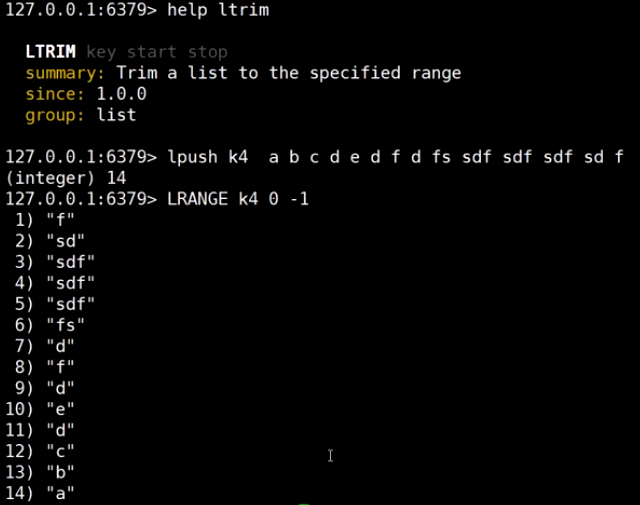 127.0.0.1:6379> help ltrim
LTRIM key start stop
summary: Trim a list to the specified range
since: 1.0.0
group: list
127.0.0.1:6379> lpush k4  a b c d e d f d fs sdf sdf sdf sd f
(integer) 14
127.0.0.1:6379> LRANGE k4 0 -1
1) "f"
2) "sd"
3) "sdf"
4) "sdf"
5) "sdf"
6) "fs"
7) "d"
8) "f"
9) "d"
10) "e"
11) "d"
12) "c"
13) "b"
14) "a"